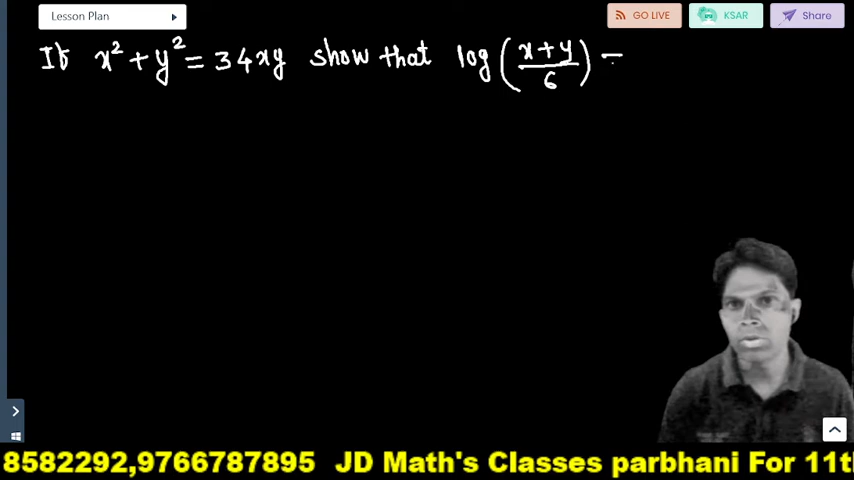 Lesson Plan
GO LIVE
KSAR
Share
If x² + y² = 34xy show that log((x+y)/6) =
8582292,9766787895 JD Math's Classes parbhani For 11th